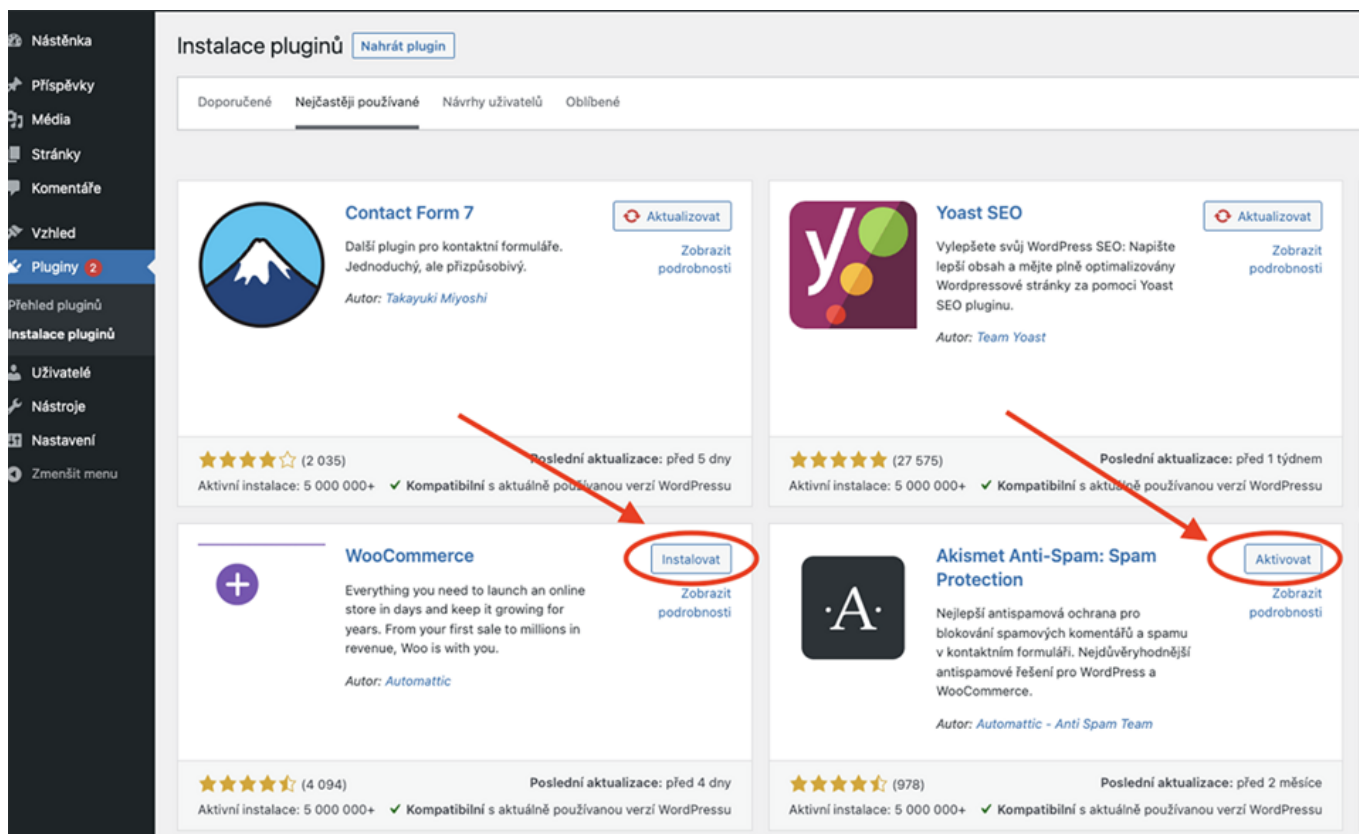 Nástěnka
Příspěvky
Média
Stránky
Komentáře
Vzhled
Pluginy 2
Přehled pluginů
Instalace pluginů
Uživatelé
Nástroje
Nastavení
Zmenšit menu
Instalace pluginů Nahrát plugin
Doporučené Nejčastěji používané Návrhy uživatelů Oblíbené
Contact Form 7
Aktualizovat
Další plugin pro kontaktní formuláře.
Jednoduchý, ale přizpůsobivý.
Zobrazit
podrobnosti
Autor: Takayuki Miyoshi
(2 035)
Poslední aktualizace: před 5 dny
Aktivní instalace: 5 000 000+
Kompatibilní s aktuálně používanou verzí WordPressu
y
Yoast SEO
Aktualizovat
Vylepšete svůj WordPress SEO: Napište
lepší obsah a mějte plně optimalizovány
Wordpressové stránky za pomoci Yoast
SEO pluginu.
Zobrazit
podrobnosti
Autor: Team Yoast
(27 575)
Poslední aktualizace: před 1 týdnem
Aktivní instalace: 5 000 000+
Kompatibilní s aktuálně používanou verzí WordPressu
WooCommerce
Instalovat
Everything you need to launch an online
store in days and keep it growing for
years. From your first sale to millions in
revenue, Woo is with you.
Zobrazit
podrobnosti
Autor: Automattic
(4 094)
Poslední aktualizace: před 4 dny
Aktivní instalace: 5 000 000+
Kompatibilní s aktuálně používanou verzí WordPressu
·A·
Akismet Anti-Spam: Spam
Protection
Aktivovat
Nejlepší antispamová ochrana pro
blokování spamových komentářů a spamu
v kontaktním formuláři. Nejdůvěryhodnější
antispamové řešení pro WordPress a
WooCommerce.
Zobrazit
podrobnosti
Autor: Automattic - Anti Spam Team
(978)
Poslední aktualizace: před 2 měsíce
Aktivní instalace: 5 000 000+
Kompatibilní s aktuálně používanou verzí WordPressu